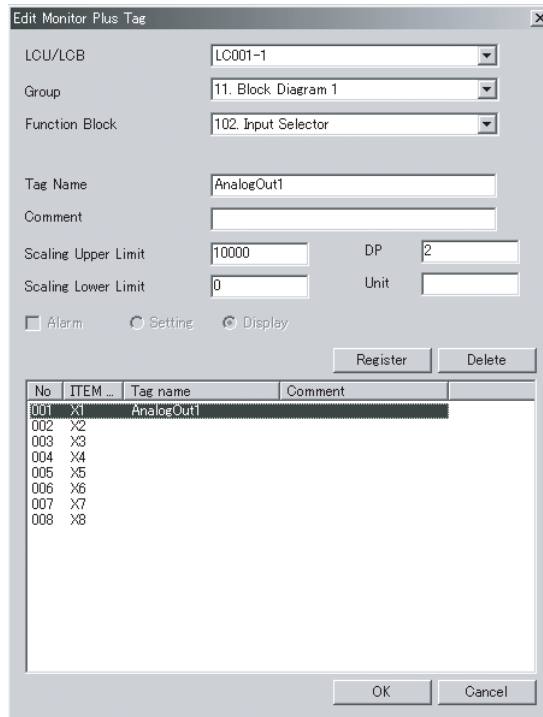 Edit Monitor Plus Tag
LCU/LCB LC001-1
Group 11. Block Diagram 1
Function Block 102. Input Selector
Tag Name AnalogOut1
Comment
Scaling Upper Limit 10000 DP 2
Scaling Lower Limit 0 Unit
Alarm Setting Display
Register Delete
No ITEM ... Tag name Comment
001 X1 AnalogOut1
002 X2
003 X3
004 X4
005 X5
006 X6
007 X7
008 X8
OK Cancel